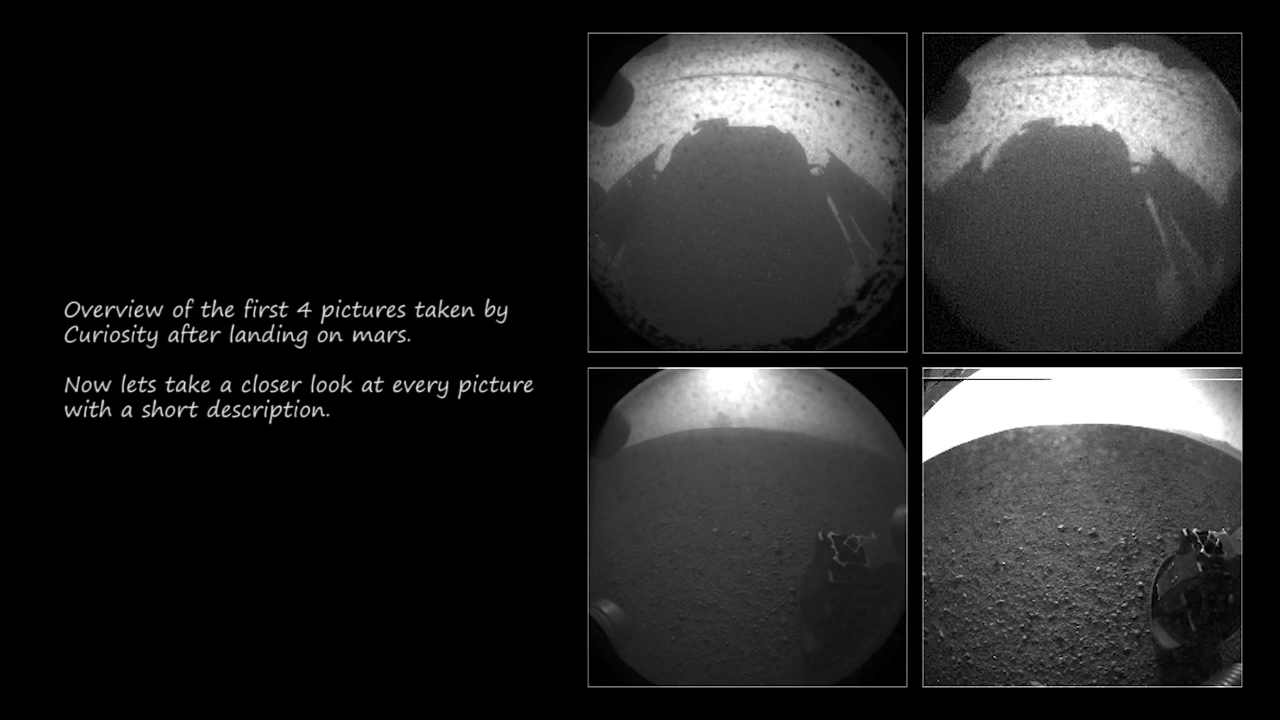 Overview of the first 4 pictures taken by
Curiosity after landing on mars.
Now lets take a closer look at every picture
with a short description.